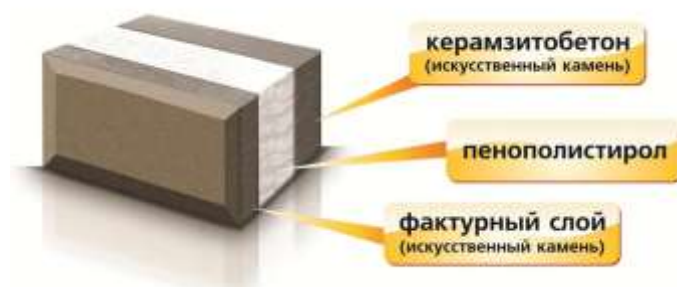 керамзитобетон
(искусственный камень)
пенополистирол
фактурный слой
(искусственный камень)